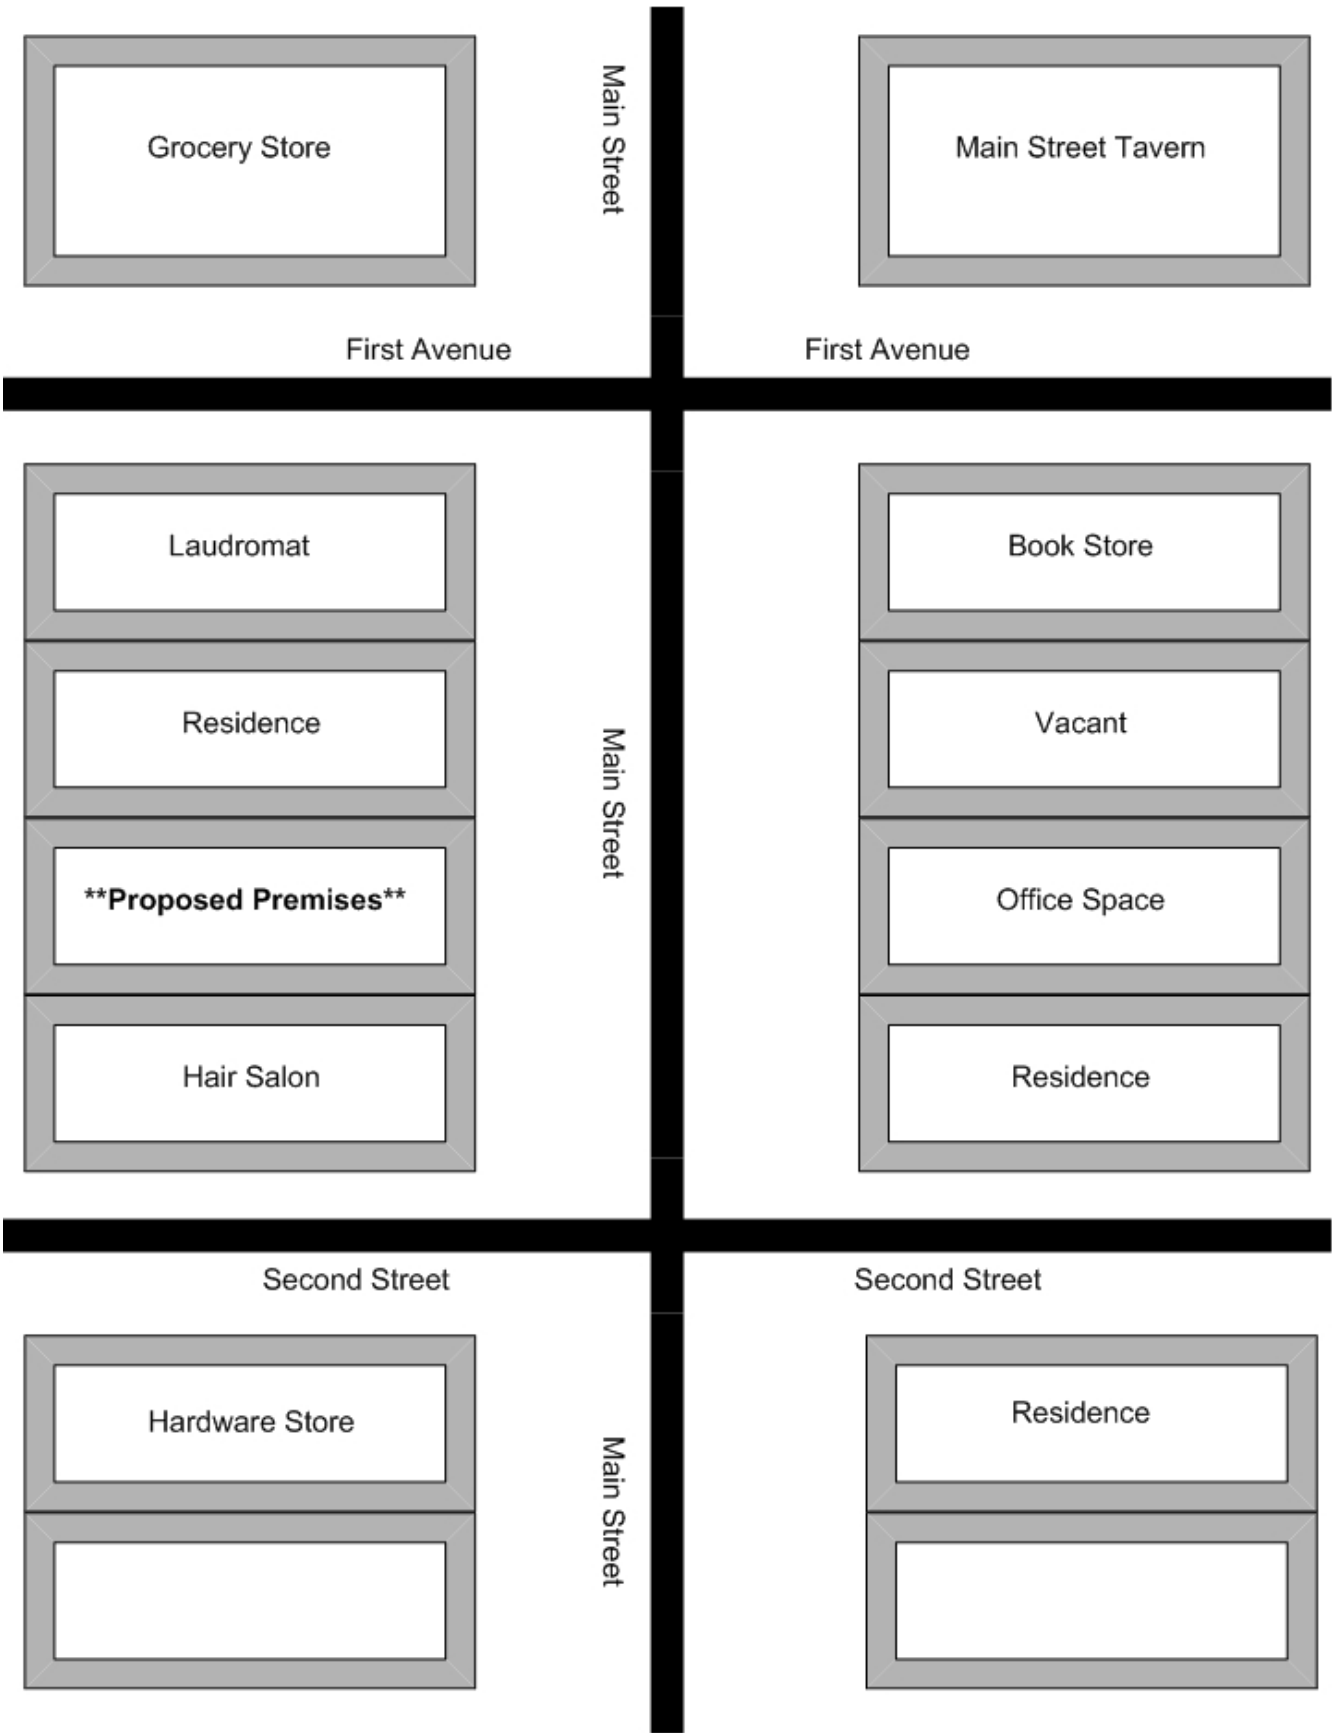 Grocery Store
Main Street
Main Street Tavern
First Avenue
First Avenue
Laudromat
Book Store
Residence
Vacant
Main Street
**Proposed Premises**
Office Space
Hair Salon
Residence
Second Street
Second Street
Hardware Store
Residence
Main Street